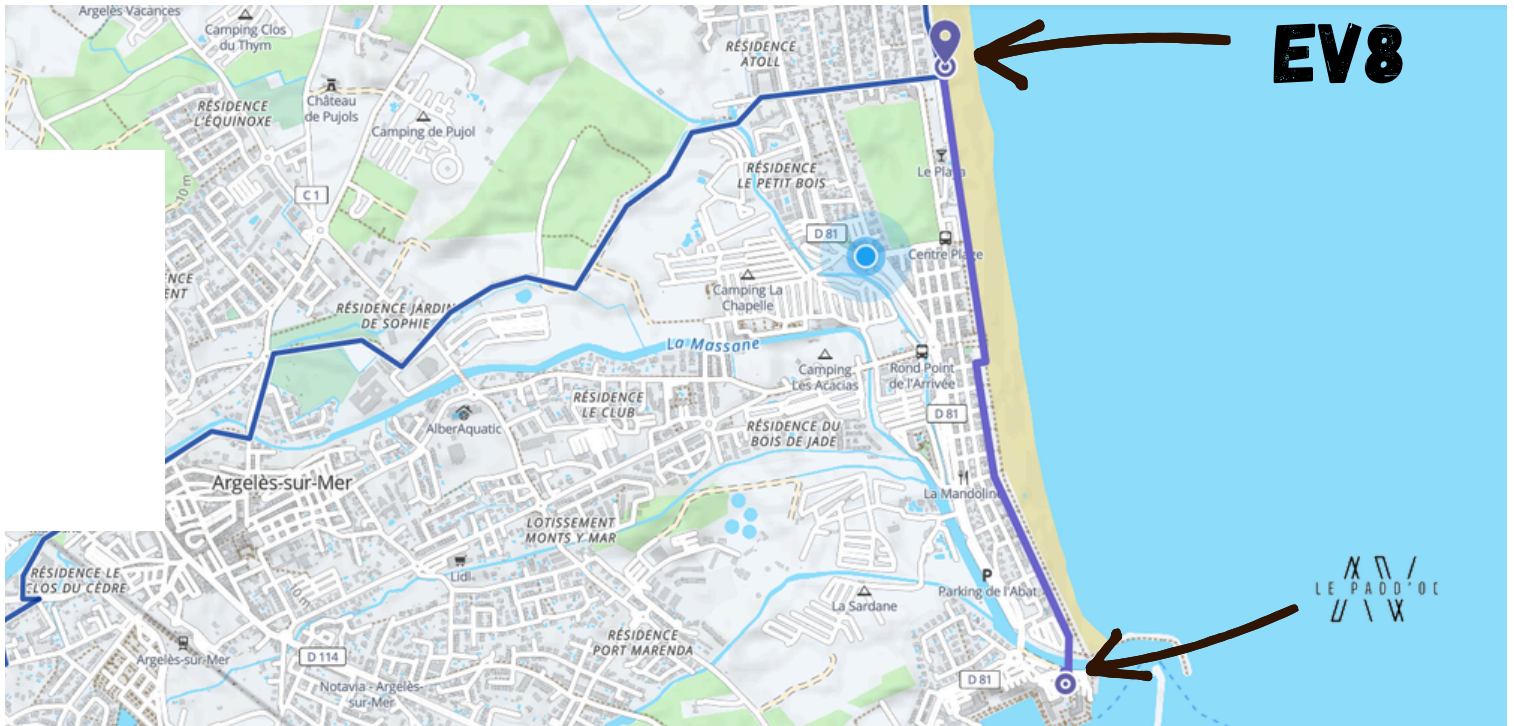 Argelès Vacances
Camping Clos
du Thym
RÉSIDENCE
ATOLL
EV8
Château
de Pujols
RÉSIDENCE
L'ÉQUINOXE
Camping de Pujol
Le Playa
RÉSIDENCE
LE PETIT BOIS
10 m
C 1
D 81
Centre Plage
Camping La
Chapelle
RÉSIDENCE JARDIN
DE SOPHIE
La Massane
Camping
Les Acacias
Rond Point
de l'Arrivée
RÉSIDENCE
LE CLUB
D 81
AlberAquatic
RÉSIDENCE DU
BOIS DE JADE
Argelès-sur-Mer
La Mandoline
LOTISSEMENT
MONTS Y MAR
RÉSIDENCE LE
CLOS DU CÈDRE
Lidl
10 m
P
Parking de l'Abat
LE PADD'OC
La Sardane
RÉSIDENCE
PORT MARENDA
Argelès-sur-Mer
D 114
D 81
Notavia - Argelès-
sur-Mer